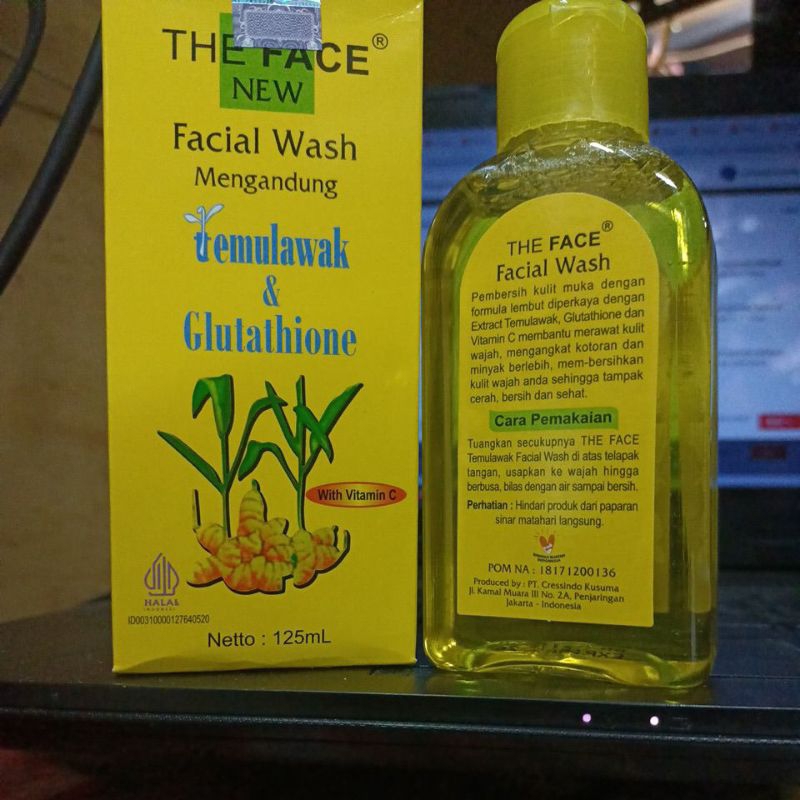 THE FACE®
NEW
Facial Wash
Mengandung
Temulawak
&
Glutathione
With Vitamin C
HALAL
INDONESIA
ID00310000127640520
Netto : 125mL
THE FACE®
Facial Wash
Pembersih kulit muka dengan
formula lembut diperkaya dengan
Extract Temulawak, Glutathione dan
Vitamin C membantu merawat kulit
wajah, mengangkat kotoran dan
minyak berlebih, mem-bersihkan
kulit wajah anda sehingga tampak
cerah, bersih dan sehat.
Cara Pemakaian
Tuangkan secukupnya THE FACE
Temulawak Facial Wash di atas telapak
tangan, usapkan ke wajah hingga
berbusa, bilas dengan air sampai bersih.
Perhatian : Hindari produk dari paparan
sinar matahari langsung.
POM NA : 18171200136
Produced by : PT. Cressindo Kusuma
Jl. Kamal Muara III No. 2A, Penjaringan
Jakarta - Indonesia